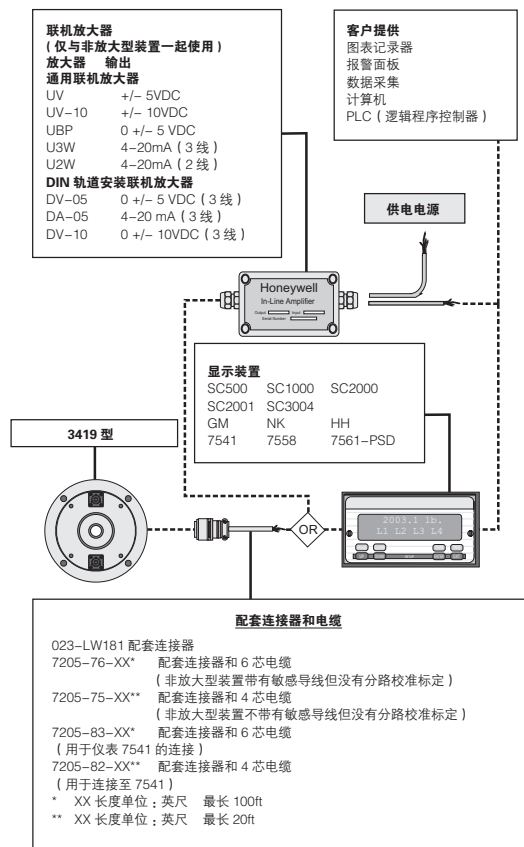 联机放大器
(仅与非放大型装置一起使用)
放大器 输出
通用联机放大器
UV +/- 5VDC
UV-10 +/- 10VDC
UBP 0 +/- 5 VDC
U3W 4-20mA(3 线)
U2W 4-20mA(2 线)
DIN 轨道安装联机放大器
DV-05 0 +/- 5 VDC(3 线)
DA-05 4-20 mA(3 线)
DV-10 0 +/- 10VDC(3 线)
客户提供
图表记录器
报警面板
数据采集
计算机
PLC(逻辑程序控制器)
供电电源
Honeywell
In-Line Amplifier
Output Input
Serial Number
显示装置
SC500 SC1000 SC2000
SC2001 SC3004
GM NK HH
7541 7558 7561-PSD
3419 型
OR
2003.1 lb.
L1 L2 L3 L4
配套连接器和电缆
023-LW181 配套连接器
7205-76-XX* 配套连接器和 6 芯电缆
(非放大型装置带有敏感导线但没有分路校准标定)
7205-75-XX** 配套连接器和 4 芯电缆
(非放大型装置不带有敏感导线但没有分路校准标定)
7205-83-XX* 配套连接器和 6 芯电缆
(用于仪表 7541 的连接)
7205-82-XX** 配套连接器和 4 芯电缆
(用于连接至 7541)
* XX 长度单位:英尺 最长 100ft
** XX 长度单位:英尺 最长 20ft